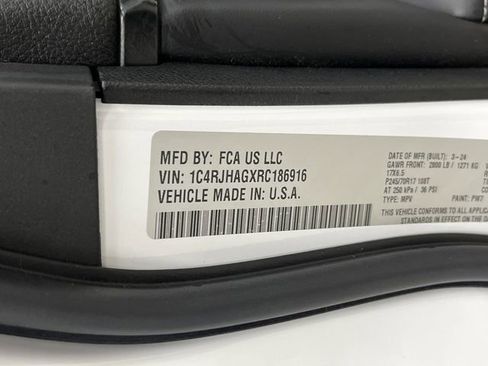 MFD BY: FCA US LLC
VIN: 1C4RJHAGXRC186916
VEHICLE MADE IN: U.S.A.
DATE OF MFR (BUILT): 3-24
GAWR FRONT: 2800 LB / 1271 KG
17X6.5
P245/70R17 108T
AT 250 kPa / 36 PSI
TYPE: MPV
PAINT: PW7
THIS VEHICLE CONFORMS TO ALL
STANDARDS IN EFFECT ON THE